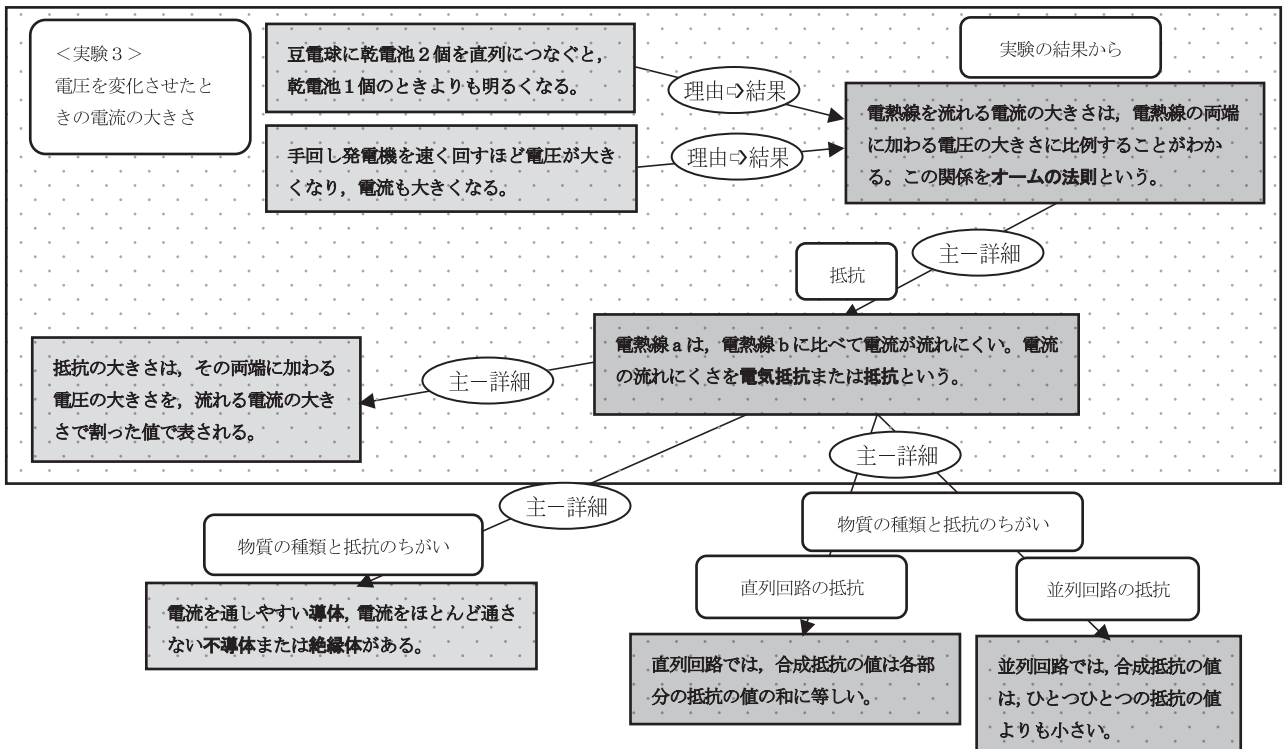 ＜実験３＞
電圧を変化させたと
きの電流の大きさ
豆電球に乾電池２個を直列につなぐと，
乾電池１個のときよりも明るくなる。
理由⇨結果
手回し発電機を速く回すほど電圧が大き
くなり，電流も大きくなる。
理由⇨結果
実験の結果から
電熱線を流れる電流の大きさは，電熱線の両端
に加わる電圧の大きさに比例することがわか
る。この関係をオームの法則という。
主－詳細
抵抗
電熱線ａは，電熱線ｂに比べて電流が流れにくい。電流
の流れにくさを電気抵抗または抵抗という。
主－詳細
抵抗の大きさは，その両端に加わる
電圧の大きさを，流れる電流の大き
さで割った値で表される。
主－詳細
主－詳細
物質の種類と抵抗のちがい
電流を通しやすい導体，電流をほとんど通さ
ない不導体または絶縁体がある。
物質の種類と抵抗のちがい
直列回路の抵抗
直列回路では，合成抵抗の値は各部
分の抵抗の値の和に等しい。
並列回路の抵抗
並列回路では，合成抵抗の値
は，ひとつひとつの抵抗の値
よりも小さい。